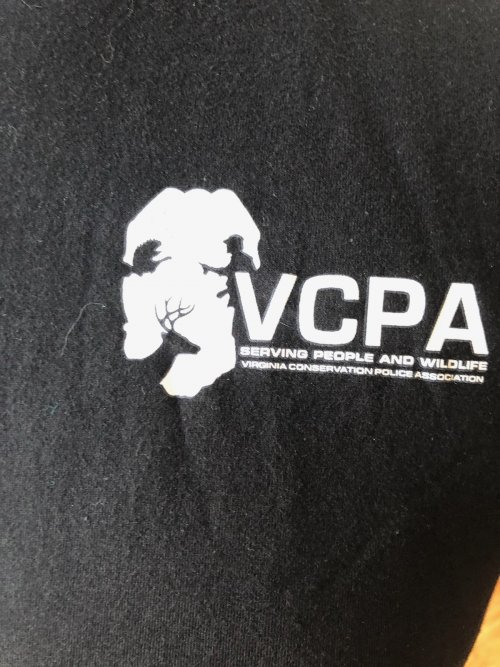 VCPA
SERVING PEOPLE AND WILDLIFE
VIRGINIA CONSERVATION POLICE ASSOCIATION